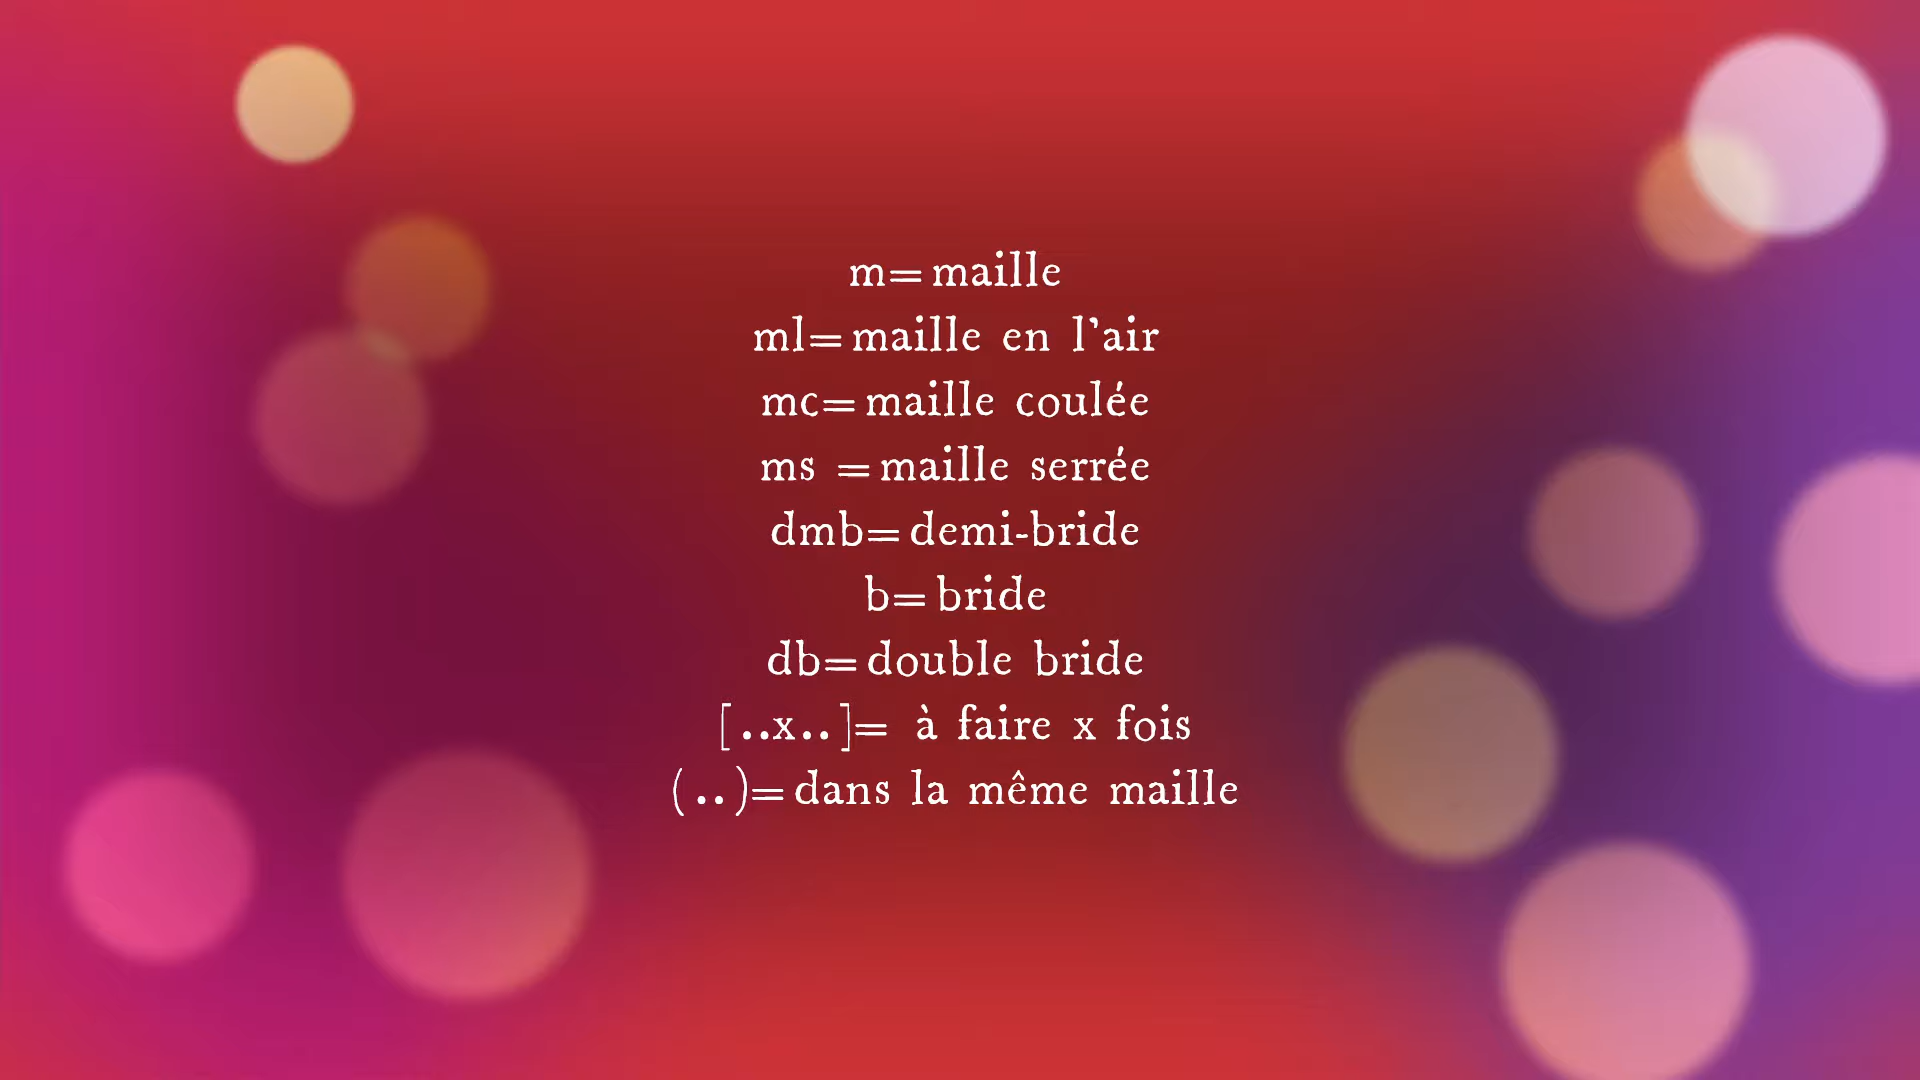 m=maille
ml=maille en l'air
mc=maille coulée
ms =maille serrée
dmb=demi-bride
b=bride
db=double bride
[..x..]= à faire x fois
(..)=dans la même maille